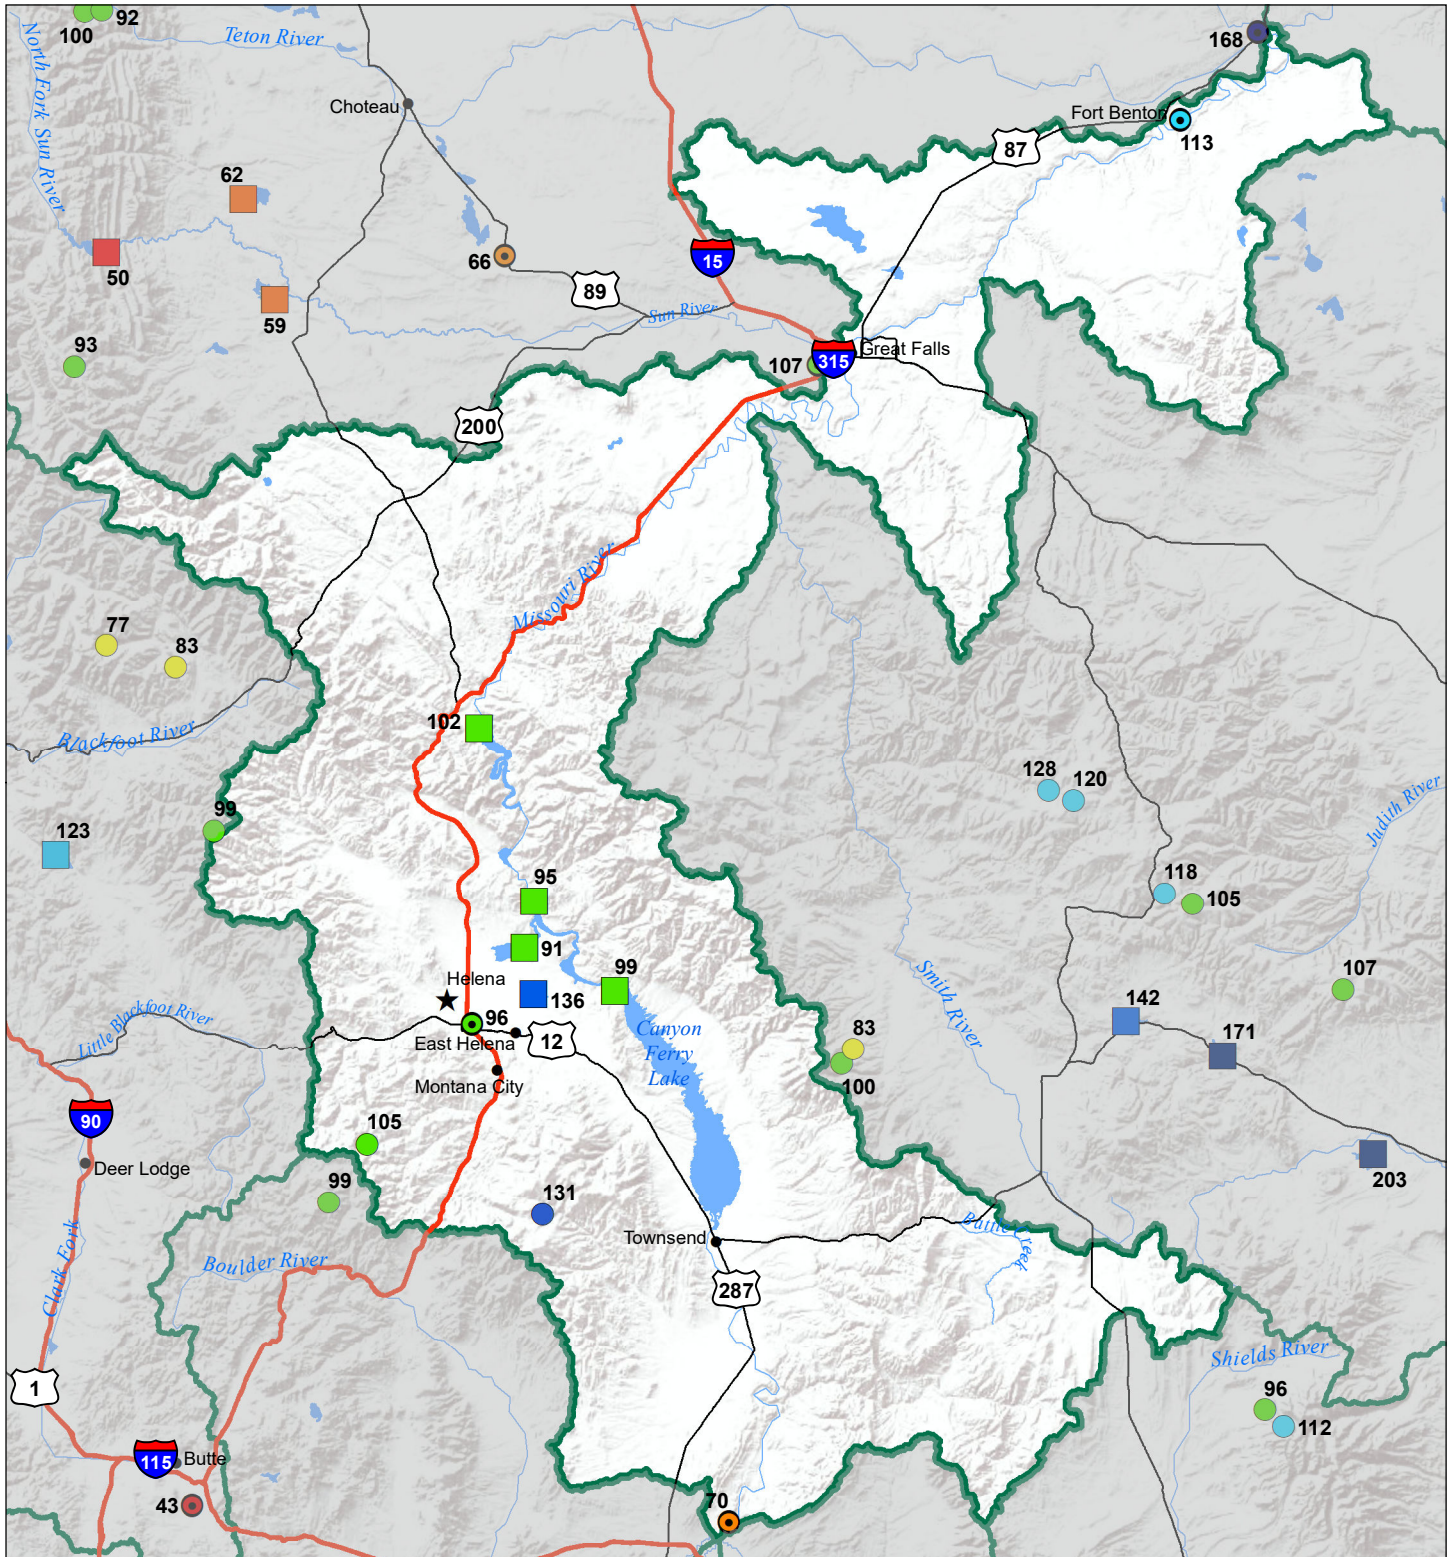 92
100
Teton River
168
North Fork Sun River
Choteau
Fort Benton
113
87
62
50
66
15
89
59
Sun River
93
107
315
Great Falls
200
Missouri River
77
83
102
Blackfoot River
128
120
Judith River
99
123
95
118
105
91
Helena
99
136
Smith River
107
142
96
Little Blackfoot River
East Helena
12
Canyon
Ferry
Lake
83
171
100
Montana City
90
105
Deer Lodge
203
99
131
Battle Creek
Townsend
Boulder River
Clark Fork
287
Shields River
1
96
112
115
Butte
43
70